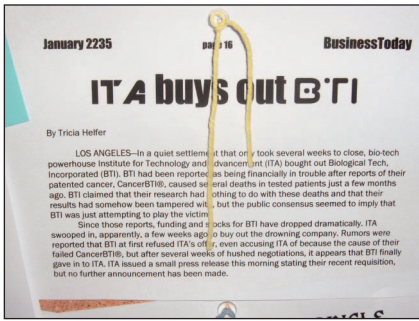 January 2235 page 16 BusinessToday
ITA buys out BTI
By Tricia Helfer
LOS ANGELES—In a quiet settlement that only took several weeks to close, bio-tech
powerhouse Institute for Technology and Advancement (ITA) bought out Biological Tech,
Incorporated (BTI). BTI had been reported as being financially in trouble after reports of their
patented cancer, CancerBTI®, caused several deaths in tested patients just a few months
ago. BTI claimed that their research had nothing to do with these deaths and that their
results had somehow been tampered with, but the public consensus seemed to imply that
BTI was just attempting to play the victim.
Since those reports, funding and stocks for BTI have dropped dramatically. ITA
swooped in, apparently, a few weeks ago to buy out the drowning company. Rumors were
reported that BTI at first refused ITA's offer, even accusing ITA of because the cause of their
failed CancerBTI®, but after several weeks of hushed negotiations, it appears that BTI finally
gave in to ITA. ITA issued a small press release this morning stating their recent requisition,
but no further announcement has been made.